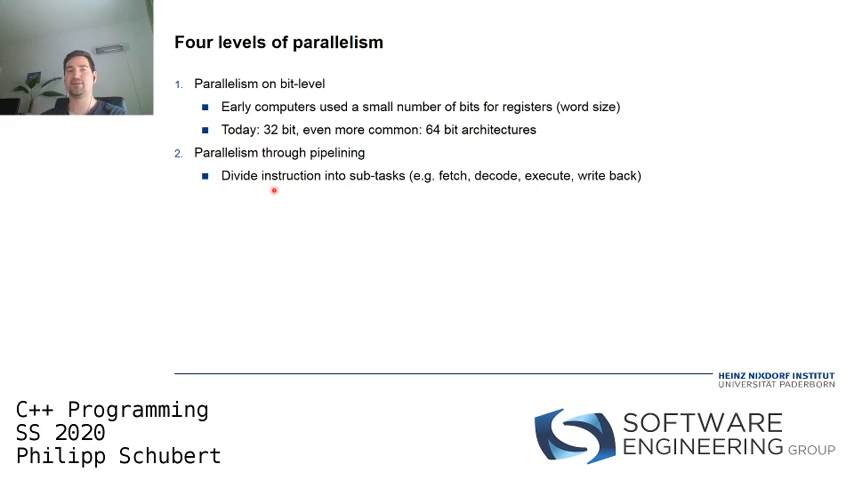 Four levels of parallelism
1. Parallelism on bit-level
Early computers used a small number of bits for registers (word size)
Today: 32 bit, even more common: 64 bit architectures
2. Parallelism through pipelining
Divide instruction into sub-tasks (e.g. fetch, decode, execute, write back)
HEINZ NIXDORF INSTITUT
UNIVERSITÄT PADERBORN
C++ Programming
SS 2020
Philipp Schubert
SOFTWARE
ENGINEERING GROUP